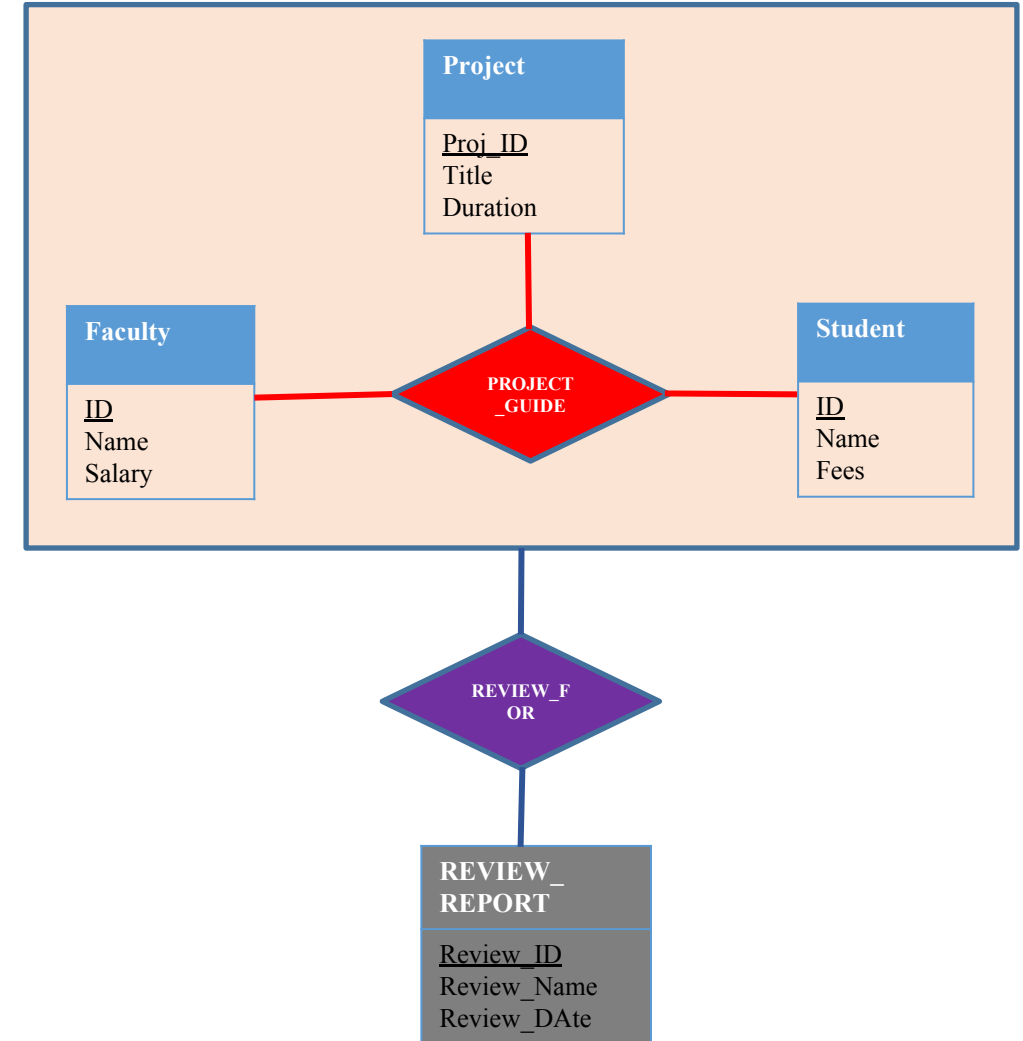 Project
Proj_ID
Title
Duration
Faculty
ID
Name
Salary
PROJECT
_GUIDE
Student
ID
Name
Fees
REVIEW_F
OR
REVIEW_
REPORT
Review_ID
Review_Name
Review_DAte